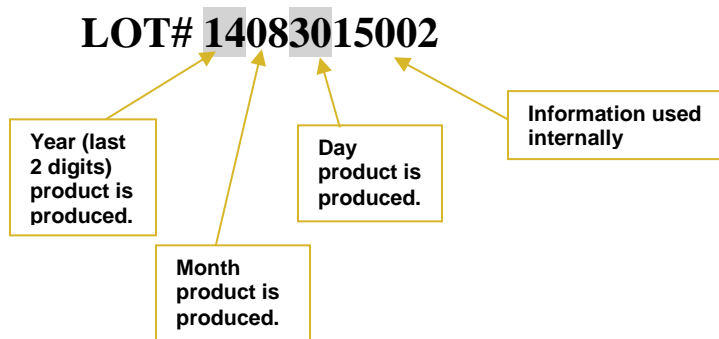 LOT# 14083015002
Year (last
2 digits)
product is
produced.
Month
product is
produced.
Day
product is
produced.
Information used
internally